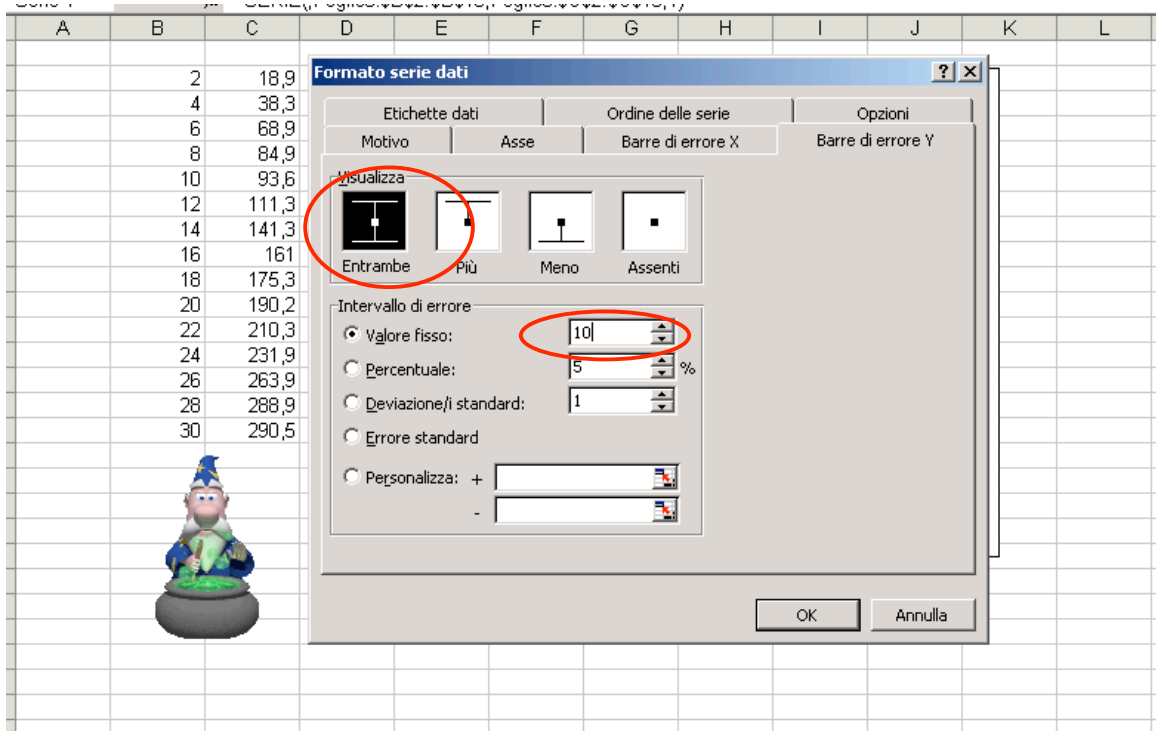 A B C D E F G H I J K L
2 18,9
4 38,3
6 68,9
8 84,9
10 93,6
12 111,3
14 141,3
16 161
18 175,3
20 190,2
22 210,3
24 231,9
26 263,9
28 288,9
30 290,5
Formato serie dati
Etichette dati Ordine delle serie Opzioni
Motivo Asse Barre di errore X Barre di errore Y
Visualizza
Entrambe Più Meno Assenti
Intervallo di errore
Valore fisso: 10
Percentuale: 5 %
Deviazione/i standard: 1
Errore standard
Personalizza: +
-
OK Annulla